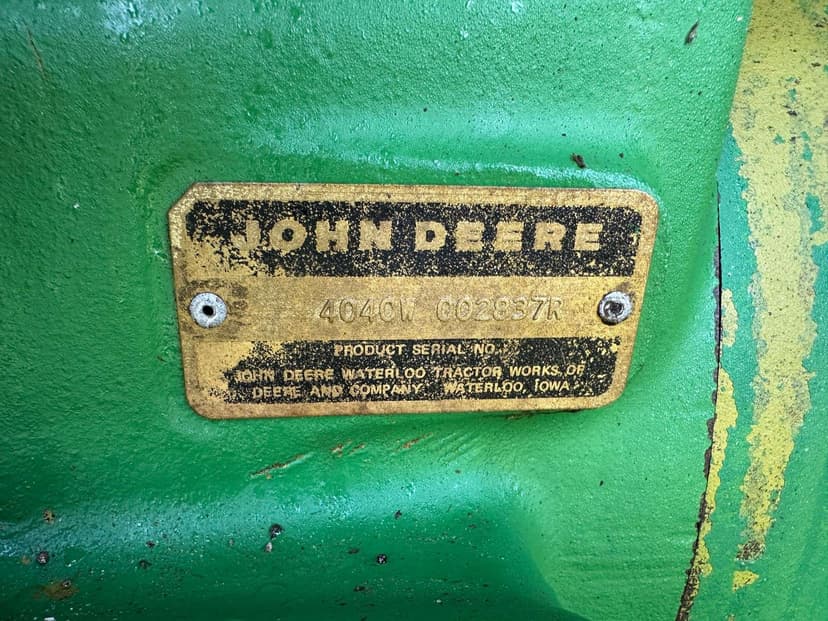 JOHN DEERE
4040W 002837R
PRODUCT SERIAL NO.
JOHN DEERE WATERLOO TRACTOR WORKS OF
DEERE AND COMPANY WATERLOO, IOWA